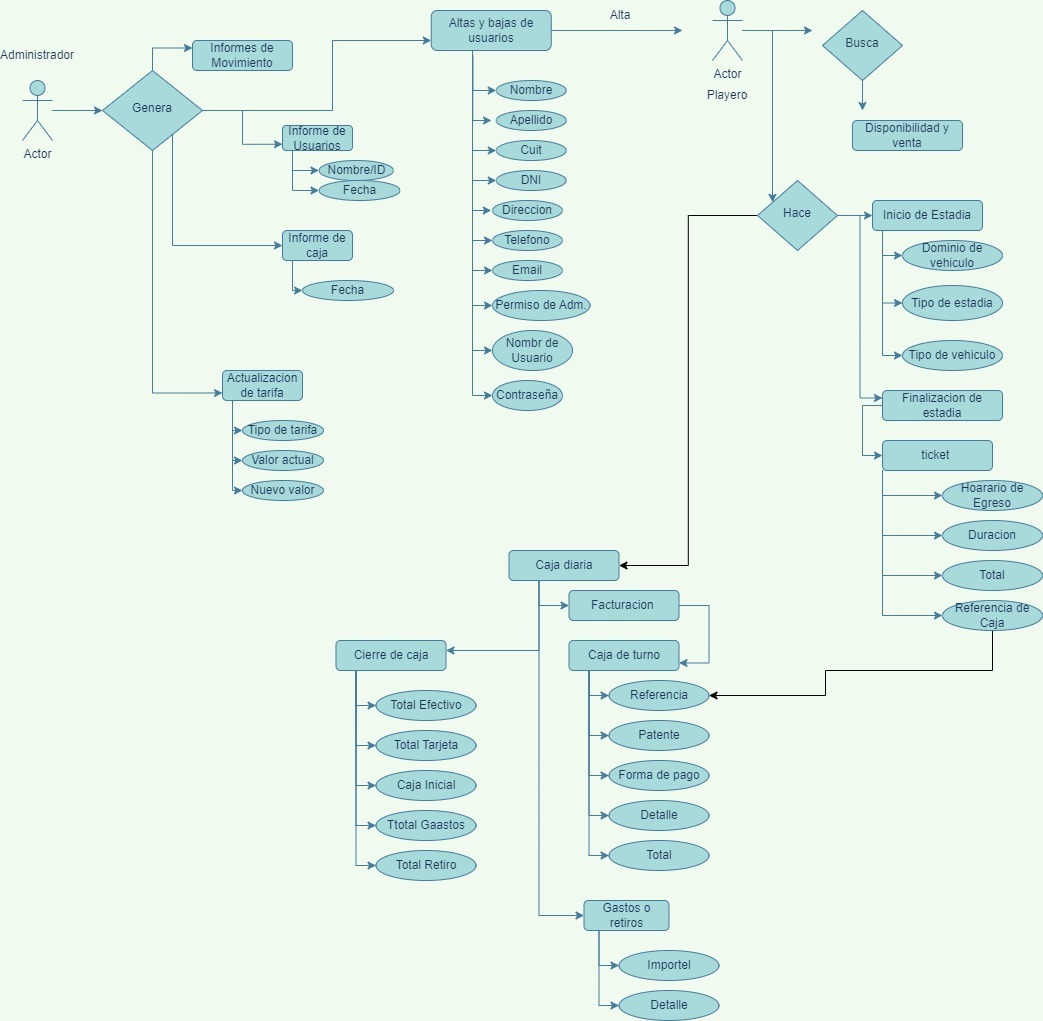 Administrador
Actor
Genera
Informes de
Movimiento
Informe de
Usuarios
Nombre/ID
Fecha
Informe de
caja
Fecha
Actualizacion
de tarifa
Tipo de tarifa
Valor actual
Nuevo valor
Altas y bajas de
usuarios
Nombre
Apellido
Cuit
DNI
Direccion
Telefono
Email
Permiso de Adm.
Nombr de
Usuario
Contraseña
Alta
Actor
Playero
Busca
Disponibilidad y
venta
Hace
Inicio de Estadia
Dominio de
vehiculo
Tipo de estadia
Tipo de vehiculo
Finalizacion de
estadia
ticket
Hoarario de
Egreso
Duracion
Total
Referencia de
Caja
Caja diaria
Facturacion
Cierre de caja
Total Efectivo
Total Tarjeta
Caja Inicial
Ttotal Gaastos
Total Retiro
Caja de turno
Referencia
Patente
Forma de pago
Detalle
Total
Gastos o
retiros
Importel
Detalle